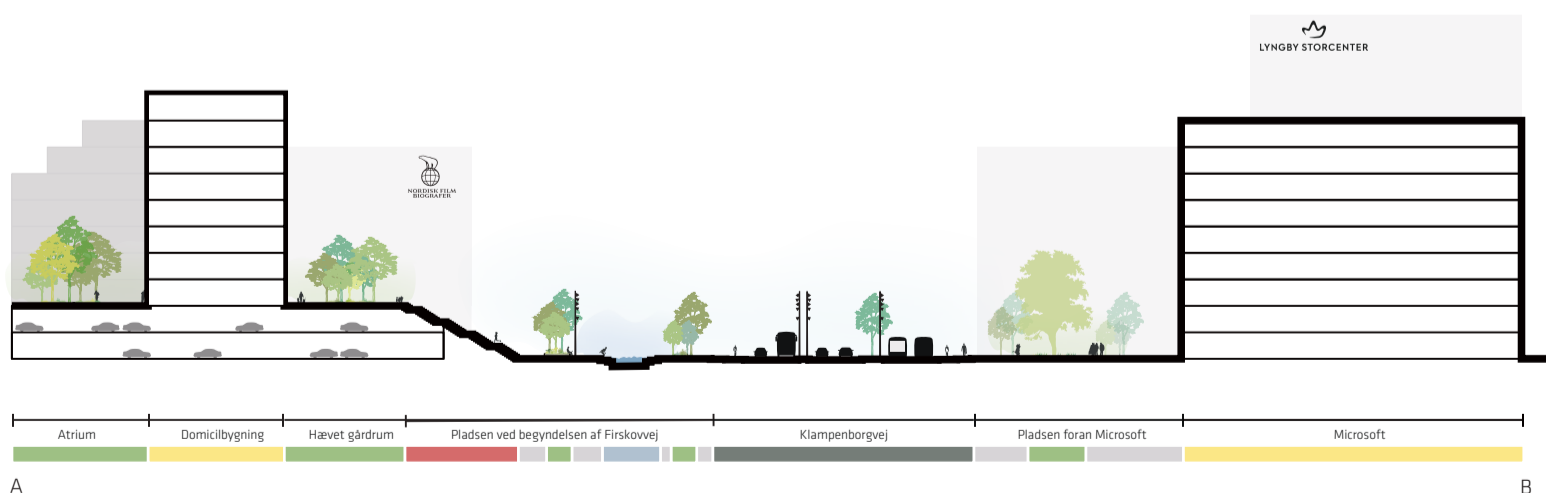 LYNGBY STORCENTER
NORDISK FILM
BIOGRAFER
Atrium
Domicilbygning
Hævet gårdrum
Pladsen ved begyndelsen af Firskovvej
Klampenborgvej
Pladsen foran Microsoft
Microsoft
A
B